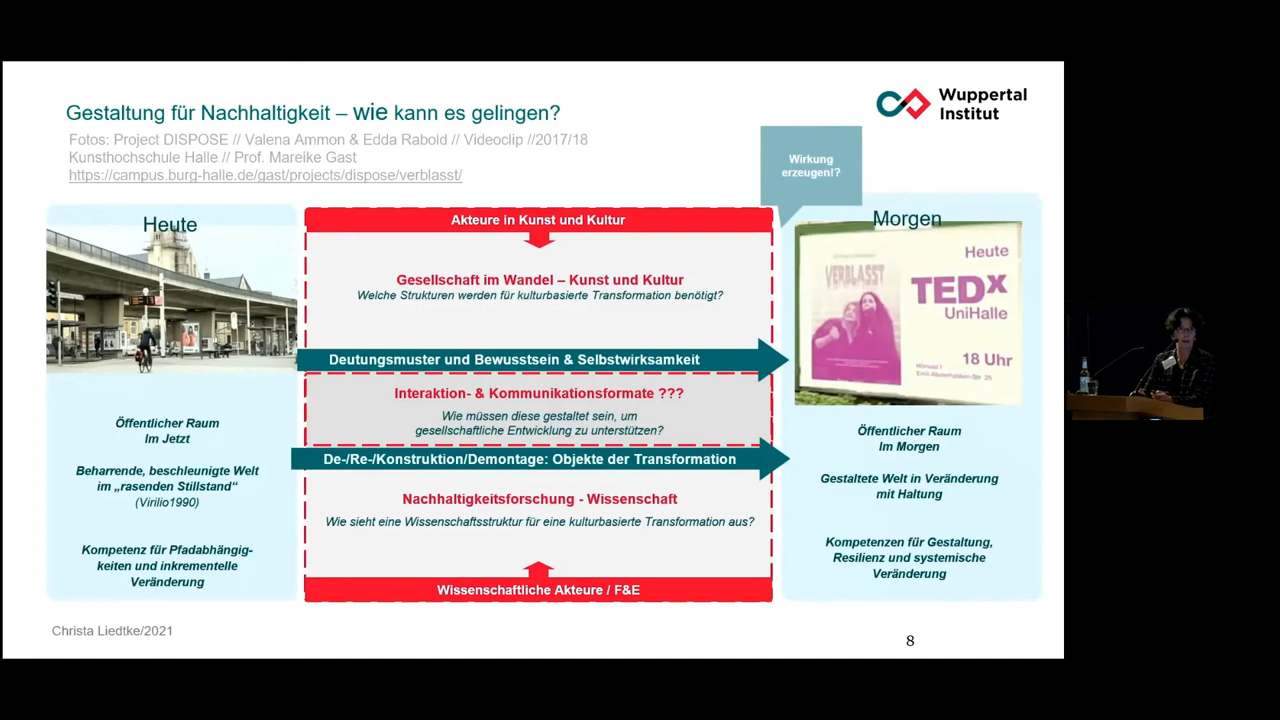 Gestaltung für Nachhaltigkeit – wie kann es gelingen?
Fotos: Project DISPOSE // Valena Ammon & Edda Rabold // Videoclip //2017/18
Kunsthochschule Halle // Prof. Mareike Gast
https://campus.burg-halle.de/gast/projects/dispose/verblasst/
Wuppertal
Institut
Wirkung
erzeugen!?
Heute
Öffentlicher Raum
Im Jetzt
Beharrende, beschleunigte Welt
im „rasenden Stillstand“
(Virilio1990)
Kompetenz für Pfadabhängig-
keiten und inkrementelle
Veränderung
Akteure in Kunst und Kultur
Gesellschaft im Wandel – Kunst und Kultur
Welche Strukturen werden für kulturbasierte Transformation benötigt?
Deutungsmuster und Bewusstsein & Selbstwirksamkeit
Interaktion- & Kommunikationsformate ???
Wie müssen diese gestaltet sein, um
gesellschaftliche Entwicklung zu unterstützen?
De-/Re-/Konstruktion/Demontage: Objekte der Transformation
Nachhaltigkeitsforschung - Wissenschaft
Wie sieht eine Wissenschaftsstruktur für eine kulturbasierte Transformation aus?
Wissenschaftliche Akteure / F&E
Morgen
VERBLASST
Heute
TEDx
UniHalle
18 Uhr
Hörsaal 1
Emil-Abderhalden-Str. 25
Öffentlicher Raum
Im Morgen
Gestaltete Welt in Veränderung
mit Haltung
Kompetenzen für Gestaltung,
Resilienz und systemische
Veränderung
Christa Liedtke/2021
8